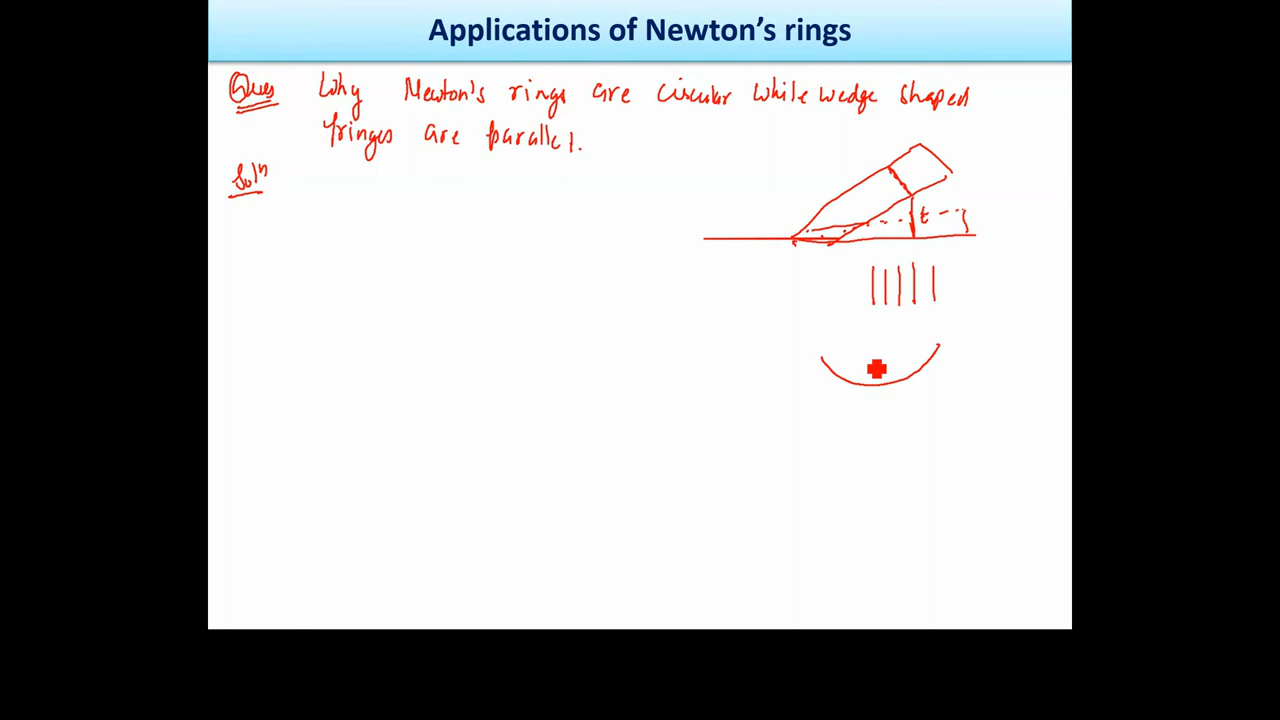 Applications of Newton's rings
Ques Why Newton's rings are circular while wedge shaped
fringes are parallel.
Solⁿ
t